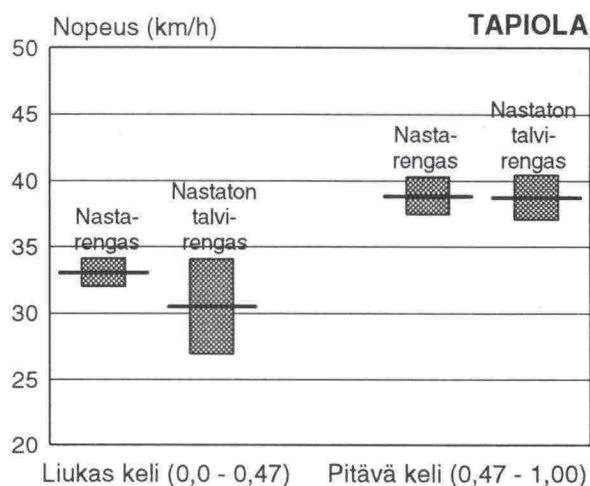 Nopeus (km/h)
TAPIOLA
50
45
40
35
30
25
20
Nasta-
rengas
Nastaton
talvi-
rengas
Nasta-
rengas
Nastaton
talvi-
rengas
Liukas keli (0,0 - 0,47)
Pitävä keli (0,47 - 1,00)